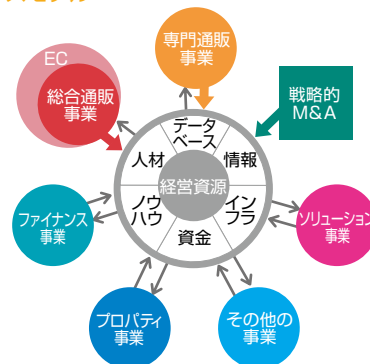 専門通販
事業
EC
総合通販
事業
戦略的
M&A
データ
ベース
人材
情報
経営資源
ノウ
ハウ
イン
フラ
資金
ファイナンス
事業
ソリューション
事業
プロパティ
事業
その他の
事業